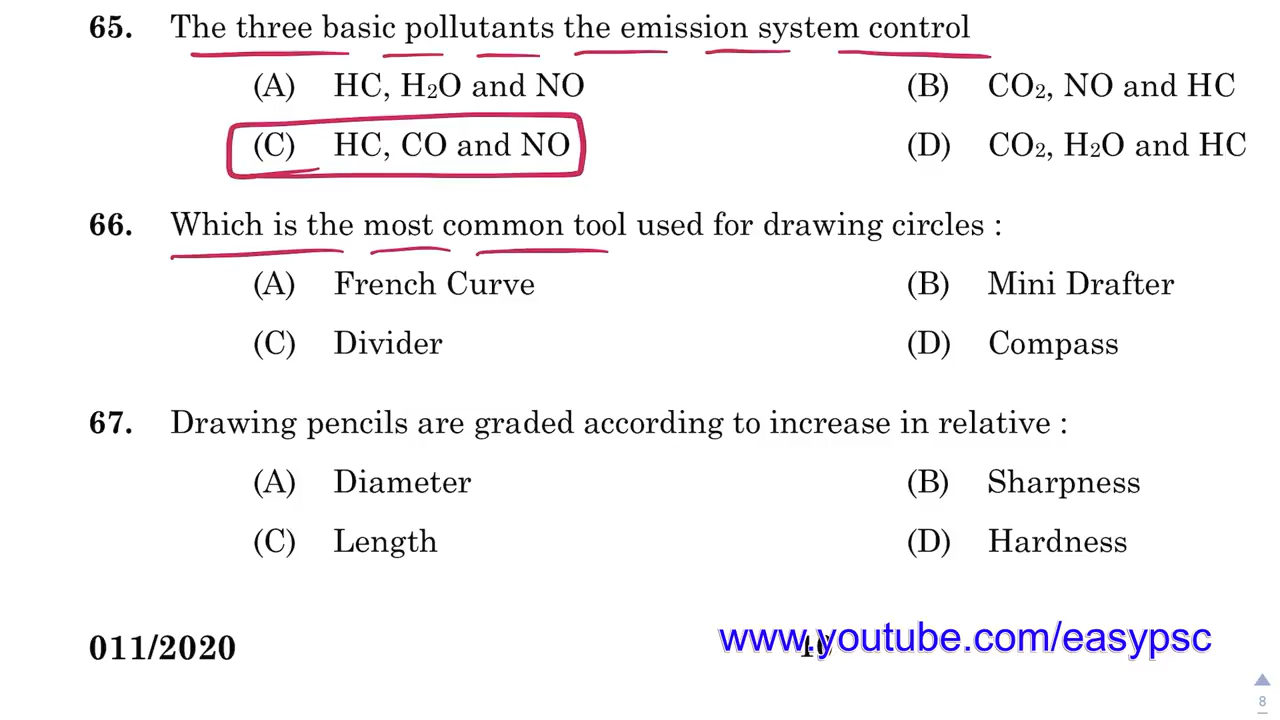 65. The three basic pollutants the emission system control
(A) HC, H₂O and NO (B) CO₂, NO and HC
(C) HC, CO and NO (D) CO₂, H₂O and HC
66. Which is the most common tool used for drawing circles :
(A) French Curve (B) Mini Drafter
(C) Divider (D) Compass
67. Drawing pencils are graded according to increase in relative :
(A) Diameter (B) Sharpness
(C) Length (D) Hardness
011/2020 www.youtube.com/easypsc
8